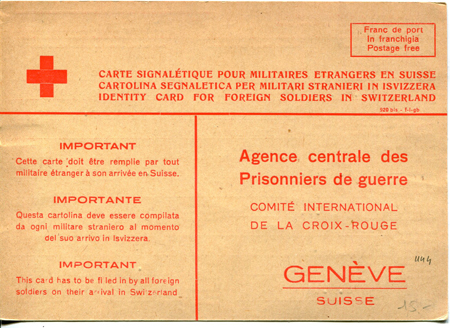 Franc de port
In franchigia
Postage free
CARTE SIGNALÉTIQUE POUR MILITAIRES ETRANGERS EN SUISSE
CARTOLINA SEGNALETICA PER MILITARI STRANIERI IN ISVIZZERA
IDENTITY CARD FOR FOREIGN SOLDIERS IN SWITZERLAND
528 bis - f-i-gb
IMPORTANT
Cette carte doit être remplie par tout
militaire étranger à son arrivée en Suisse.
IMPORTANTE
Questa cartolina deve essere compilata
da ogni militare straniero al momento
del suo arrivo in Isvizzera.
IMPORTANT
This card has to be filled in by all foreign
soldiers on their arrival in Switzerland
Agence centrale des
Prisonniers de guerre
COMITÉ INTERNATIONAL
DE LA CROIX-ROUGE
GENÈVE
SUISSE
15.-